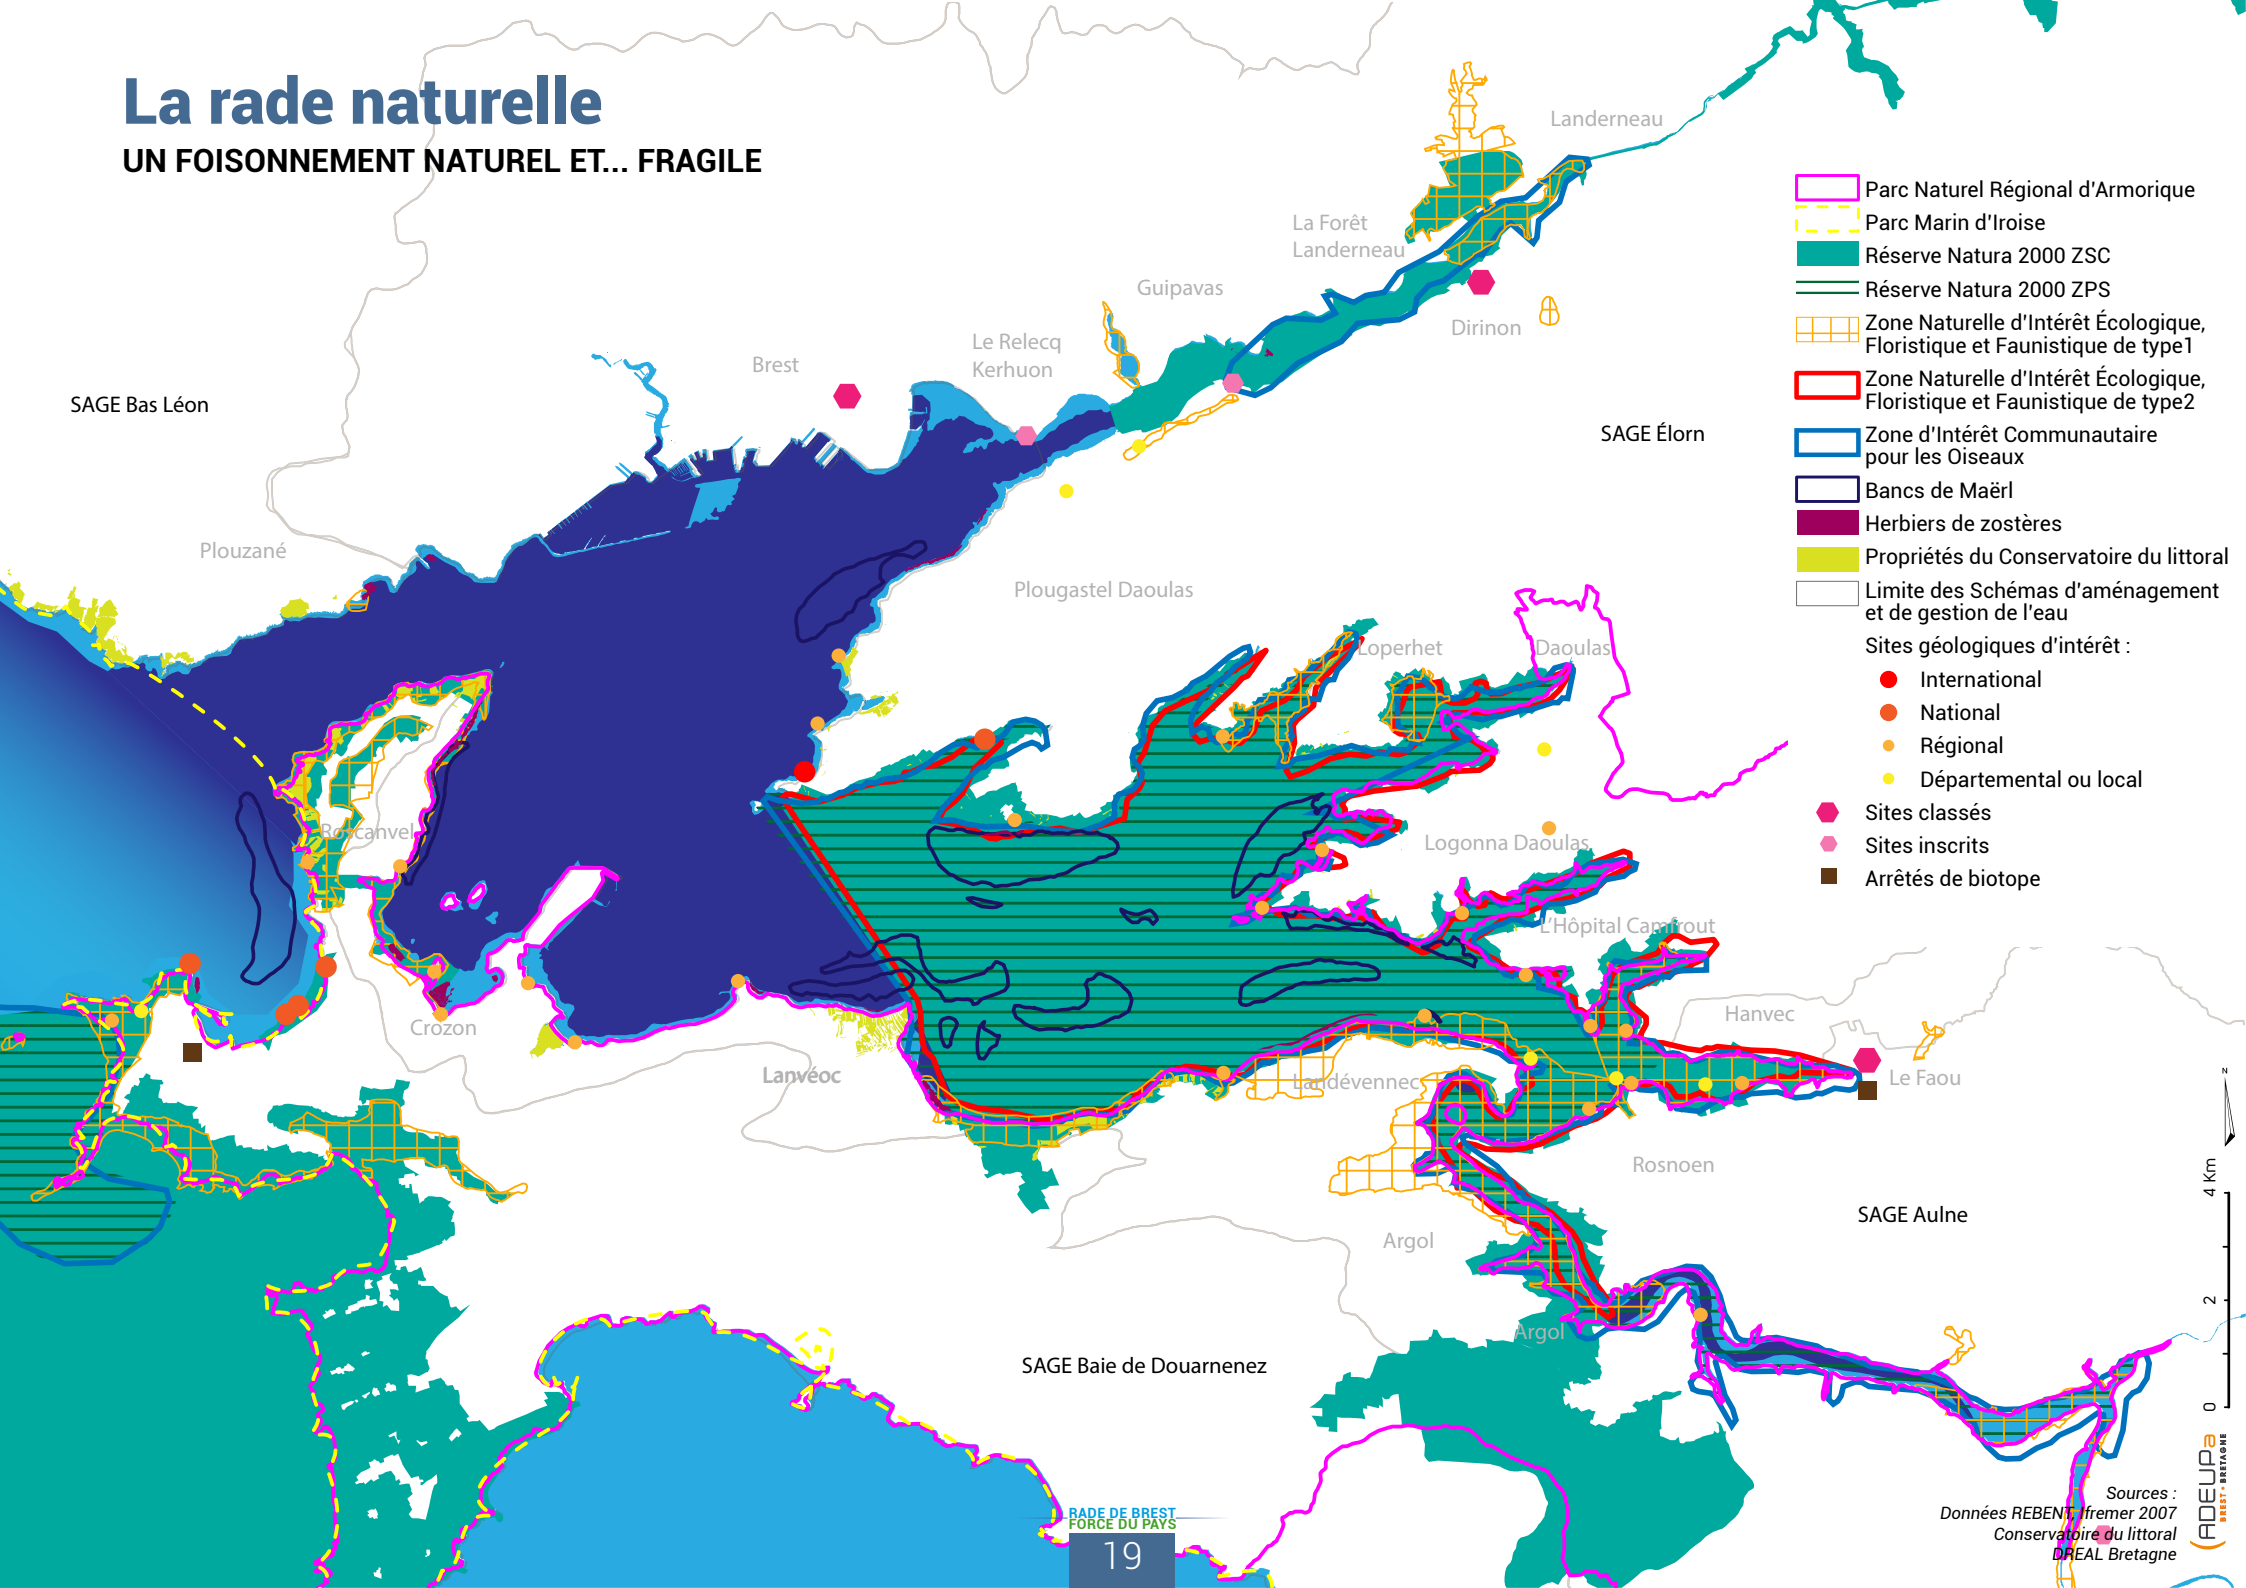 La rade naturelle
UN FOISONNEMENT NATUREL ET... FRAGILE
Landerneau
La Forêt
Landerneau
Guipavas
Dirinon
Le Relecq
Kerhuon
Brest
SAGE Bas Léon
SAGE Élorn
Plouzané
Plougastel Daoulas
Loperhet
Daoulas
Roscanvel
Logonna Daoulas
L'Hôpital Camfrout
Hanvec
Crozon
Lanvéoc
Landévennec
Le Faou
Rosnoen
SAGE Aulne
Argol
Argol
SAGE Baie de Douarnenez
Parc Naturel Régional d'Armorique
Parc Marin d'Iroise
Réserve Natura 2000 ZSC
Réserve Natura 2000 ZPS
Zone Naturelle d'Intérêt Écologique,
Floristique et Faunistique de type1
Zone Naturelle d'Intérêt Écologique,
Floristique et Faunistique de type2
Zone d'Intérêt Communautaire
pour les Oiseaux
Bancs de Maërl
Herbiers de zostères
Propriétés du Conservatoire du littoral
Limite des Schémas d'aménagement
et de gestion de l'eau
Sites géologiques d'intérêt :
International
National
Régional
Départemental ou local
Sites classés
Sites inscrits
Arrêtés de biotope
N
4 Km
2
0
ADEUPa
BREST • BRETAGNE
Sources :
Données REBENT, Ifremer 2007
Conservatoire du littoral
DREAL Bretagne
RADE DE BREST
FORCE DU PAYS
19